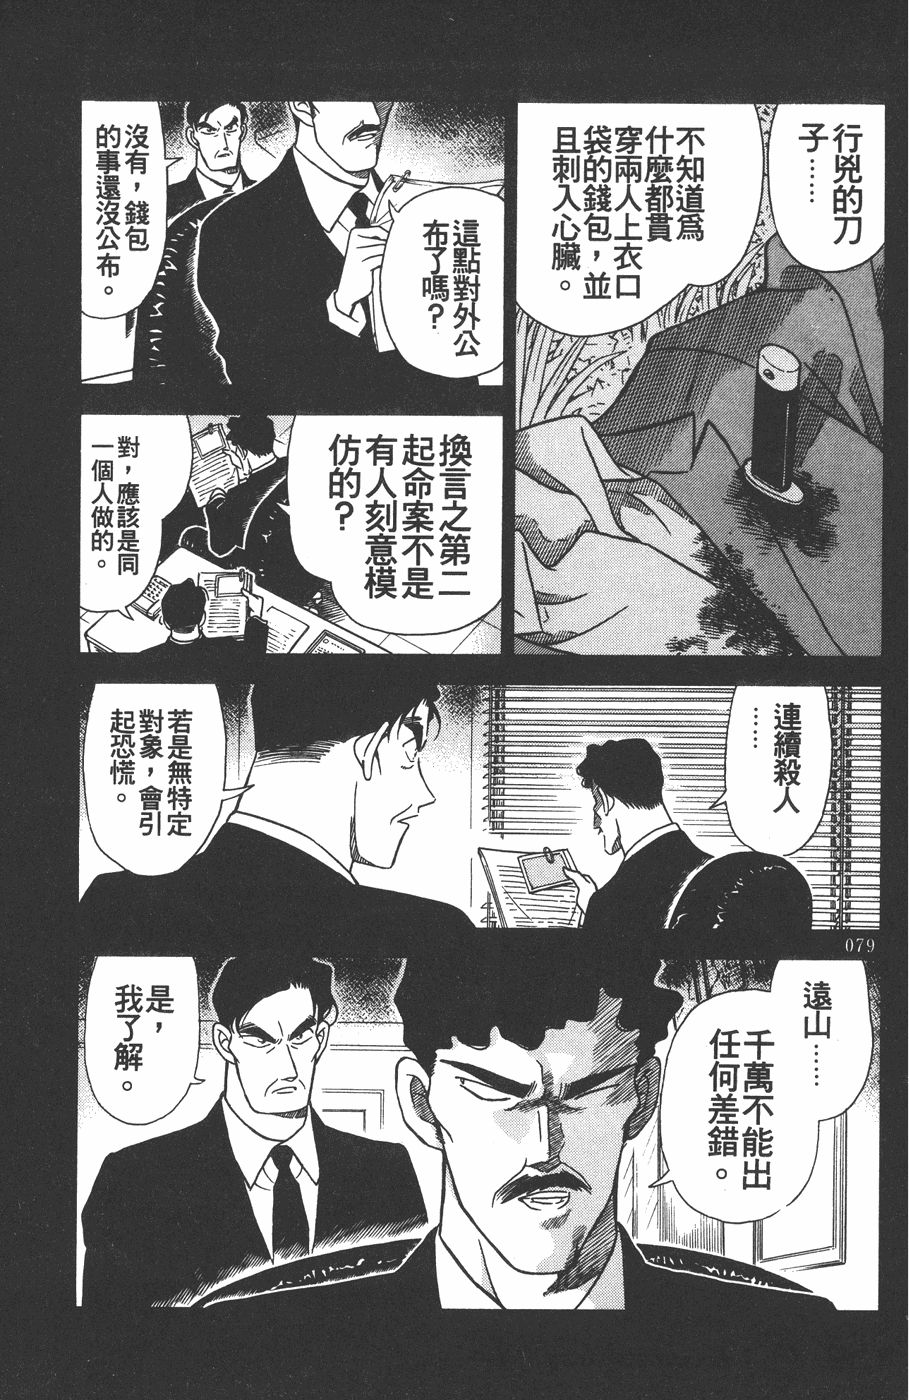 行兇的刀
子……
不知道爲
什麼都貫
穿兩人上衣口
袋的錢包，並
且刺入心臟。
這點對外公
布了嗎？
沒有，錢包
的事還沒公布。
換言之第二
起命案不是
有人刻意模
仿的？
對，應該是同
一個人做的。
連續殺人
……
若是無特定
對象，會引
起恐慌。
079
遠山……
千萬不能出
任何差錯。
是，
我了解。